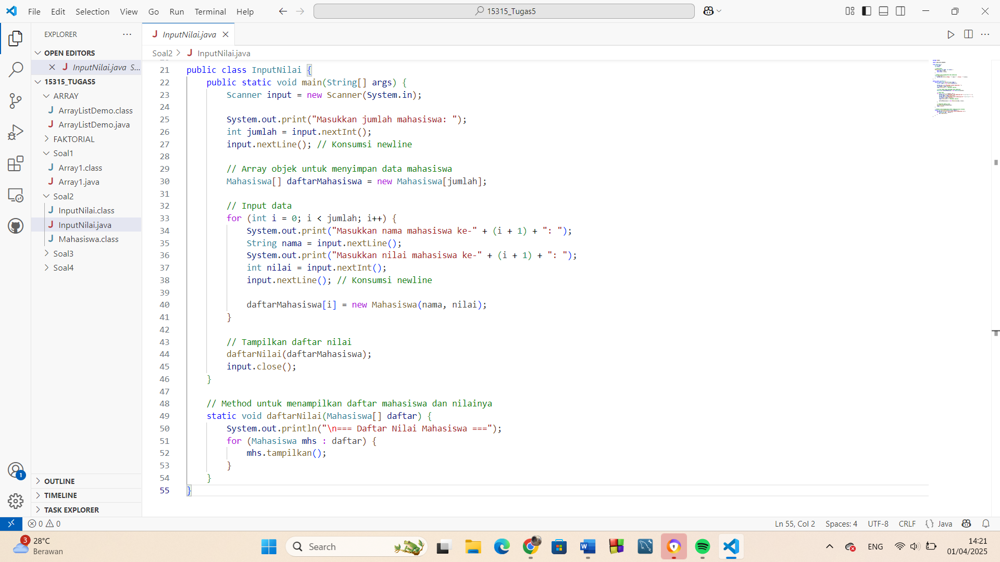 File Edit Selection View Go Run Terminal Help
15315_Tugas5
EXPLORER
OPEN EDITORS
InputNilai.java S...
15315_TUGAS5
ARRAY
ArrayListDemo.class
ArrayListDemo.java
FAKTORIAL
Soal1
Array1.class
Array1.java
Soal2
InputNilai.class
InputNilai.java
Mahasiswa.class
Soal3
Soal4
OUTLINE
TIMELINE
TASK EXPLORER
InputNilai.java
Soal2 > InputNilai.java
21 public class InputNilai {
22 public static void main(String[] args) {
23 Scanner input = new Scanner(System.in);
24
25 System.out.print("Masukkan jumlah mahasiswa: ");
26 int jumlah = input.nextInt();
27 input.nextLine(); // Konsumsi newline
28
29 // Array objek untuk menyimpan data mahasiswa
30 Mahasiswa[] daftarMahasiswa = new Mahasiswa[jumlah];
31
32 // Input data
33 for (int i = 0; i < jumlah; i++) {
34 System.out.print("Masukkan nama mahasiswa ke-" + (i + 1) + ": ");
35 String nama = input.nextLine();
36 System.out.print("Masukkan nilai mahasiswa ke-" + (i + 1) + ": ");
37 int nilai = input.nextInt();
38 input.nextLine(); // Konsumsi newline
39
40 daftarMahasiswa[i] = new Mahasiswa(nama, nilai);
41 }
42
43 // Tampilkan daftar nilai
44 daftarNilai(daftarMahasiswa);
45 input.close();
46 }
47
48 // Method untuk menampilkan daftar mahasiswa dan nilainya
49 static void daftarNilai(Mahasiswa[] daftar) {
50 System.out.println("\n=== Daftar Nilai Mahasiswa ===");
51 for (Mahasiswa mhs : daftar) {
52 mhs.tampilkan();
53 }
54 }
55 }
1
0 0
Ln 55, Col 2 Spaces: 4 UTF-8 CRLF {} Java
3
28°C
Berawan
Search
ENG
14:21
01/04/2025